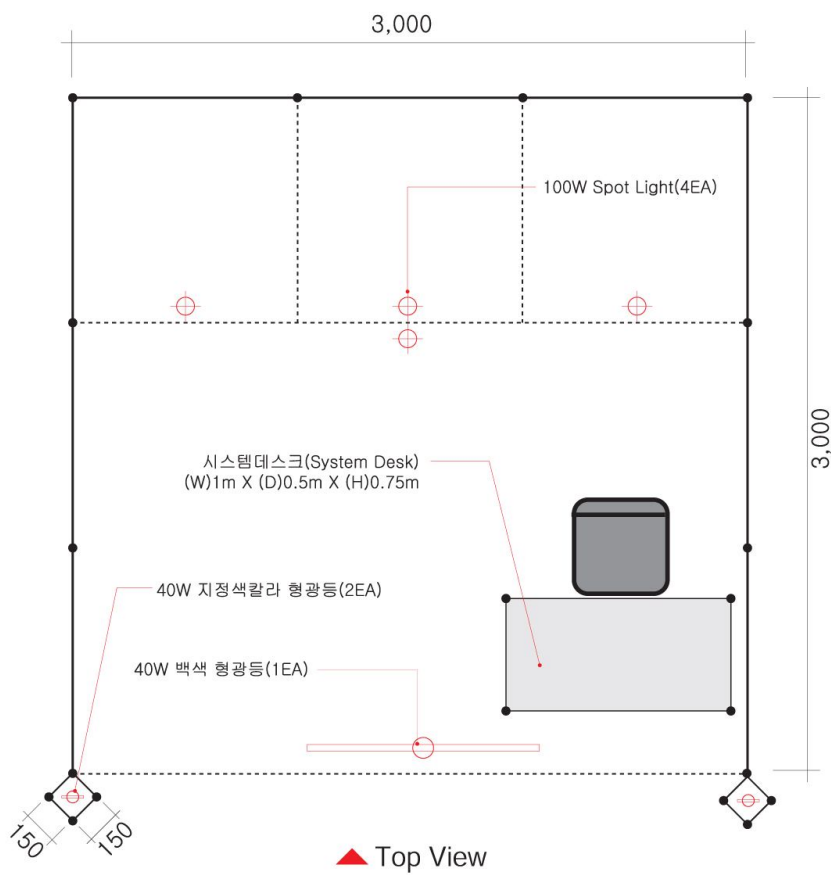 3,000
100W Spot Light(4EA)
3,000
시스템데스크(System Desk)
(W)1m X (D)0.5m X (H)0.75m
40W 지정색칼라 형광등(2EA)
40W 백색 형광등(1EA)
150
150
Top View